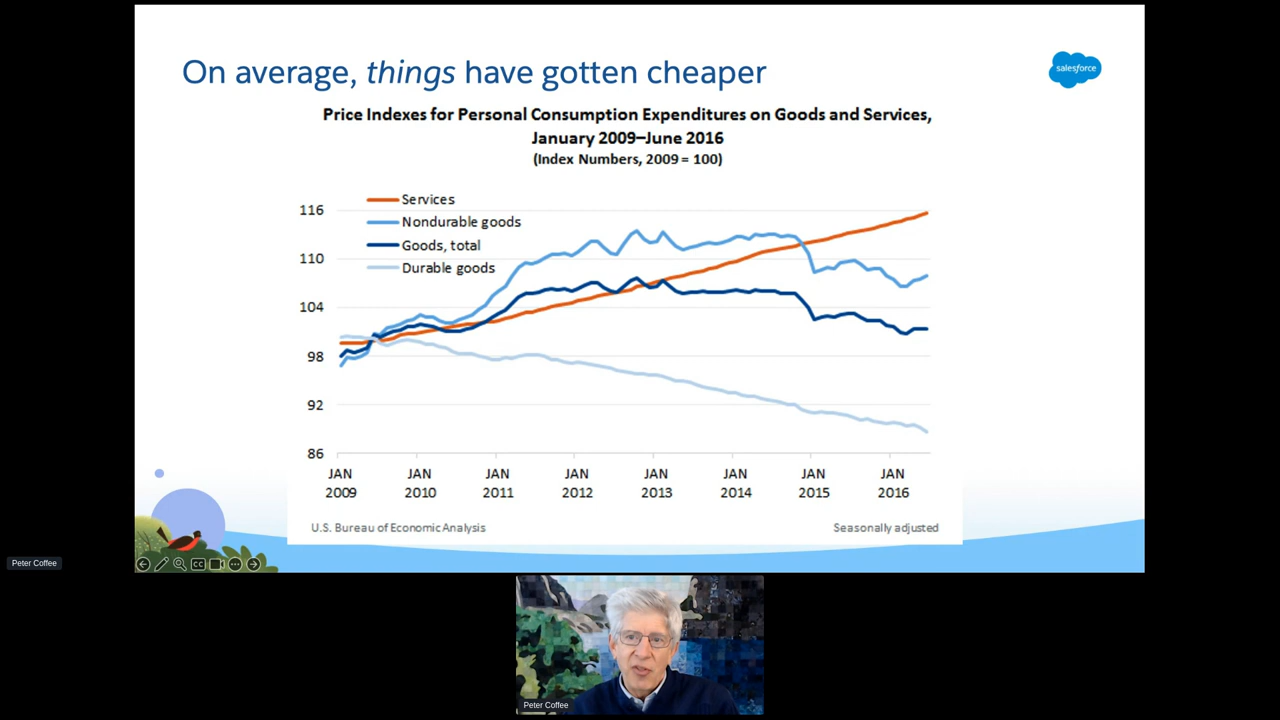 On average, things have gotten cheaper
salesforce
Price Indexes for Personal Consumption Expenditures on Goods and Services,
January 2009–June 2016
(Index Numbers, 2009 = 100)
Services
Nondurable goods
Goods, total
Durable goods
116
110
104
98
92
86
JAN JAN JAN JAN JAN JAN JAN JAN
2009 2010 2011 2012 2013 2014 2015 2016
U.S. Bureau of Economic Analysis Seasonally adjusted
CC
Peter Coffee
Peter Coffee